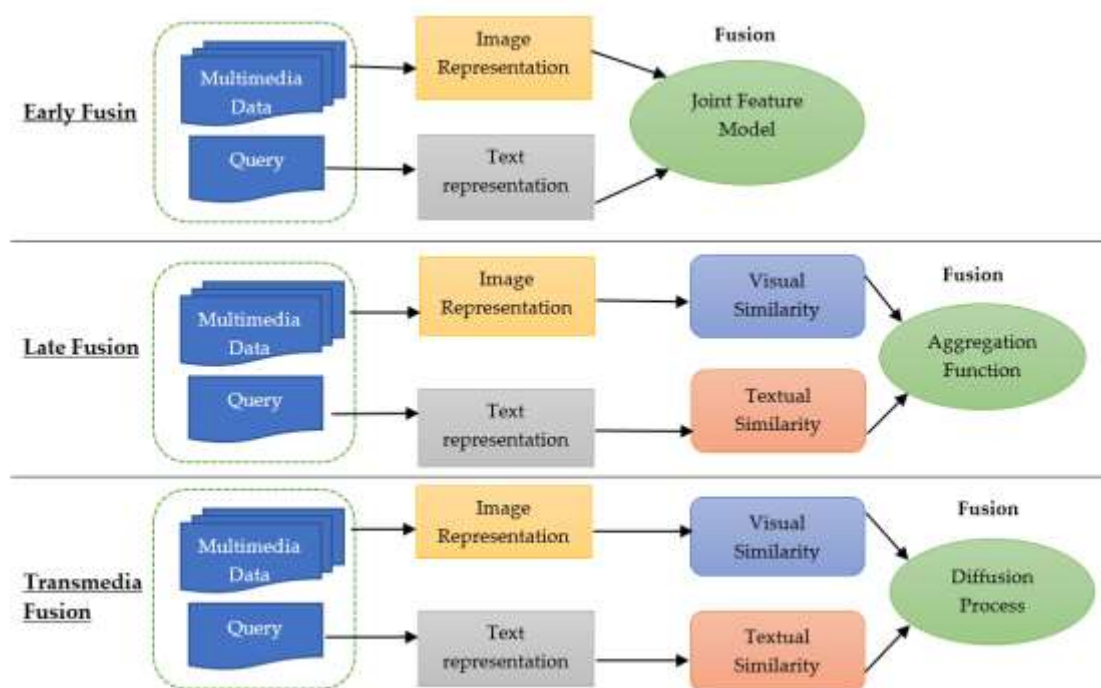 Early Fusin
Multimedia
Data
Query
Image
Representation
Text
representation
Fusion
Joint Feature
Model
Late Fusion
Multimedia
Data
Query
Image
Representation
Text
representation
Visual
Similarity
Textual
Similarity
Fusion
Aggregation
Function
Transmedia
Fusion
Multimedia
Data
Query
Image
Representation
Text
representation
Visual
Similarity
Textual
Similarity
Fusion
Diffusion
Process